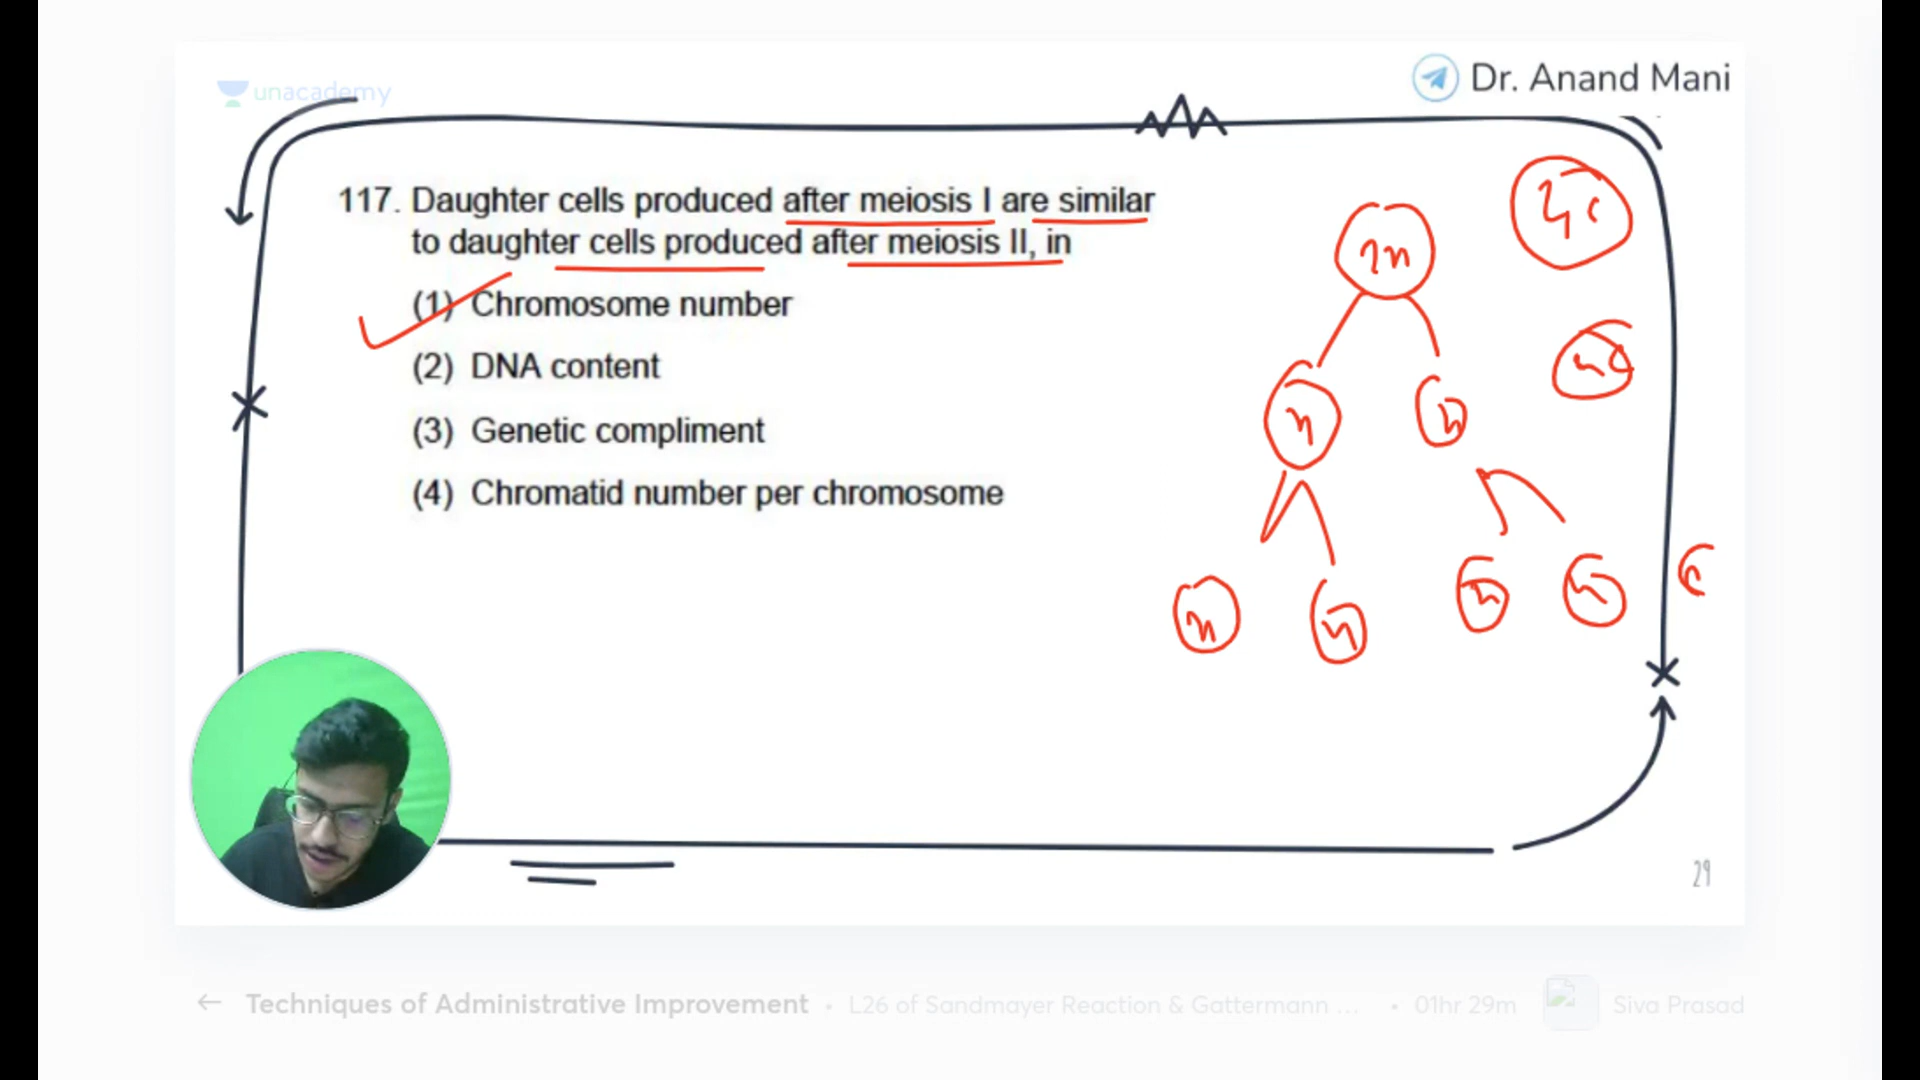 unacademy
Dr. Anand Mani
117. Daughter cells produced after meiosis I are similar
to daughter cells produced after meiosis II, in
(1) Chromosome number
(2) DNA content
(3) Genetic compliment
(4) Chromatid number per chromosome
2n
4c
n
n
2c
n
n
n
n
c
29
← Techniques of Administrative Improvement • L26 of Sandmayer Reaction & Gattermann ... • 01hr 29m Siva Prasad